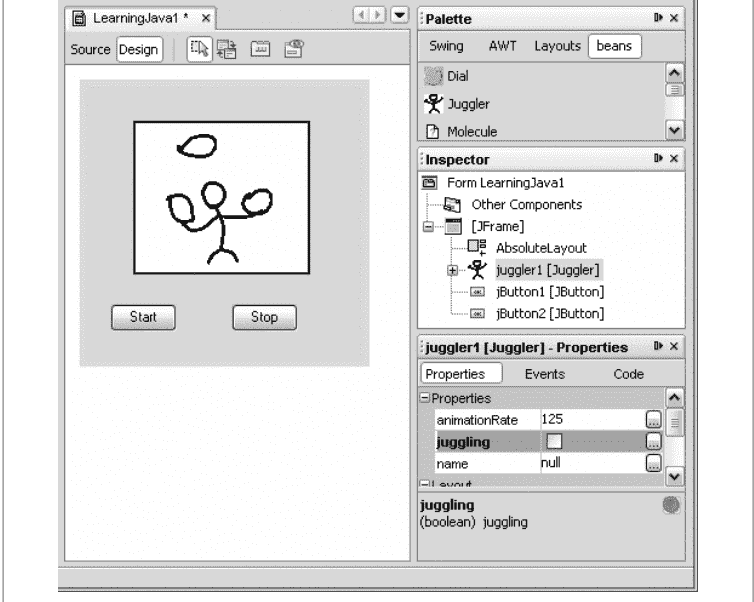 LearningJava1 *
Source Design
Start Stop
Palette
Swing AWT Layouts beans
Dial
Juggler
Molecule
Inspector
Form LearningJava1
Other Components
[JFrame]
AbsoluteLayout
juggler1 [Juggler]
jButton1 [JButton]
jButton2 [JButton]
juggler1 [Juggler] - Properties
Properties Events Code
Properties
animationRate 125
juggling
name null
Layout
juggling
(boolean) juggling